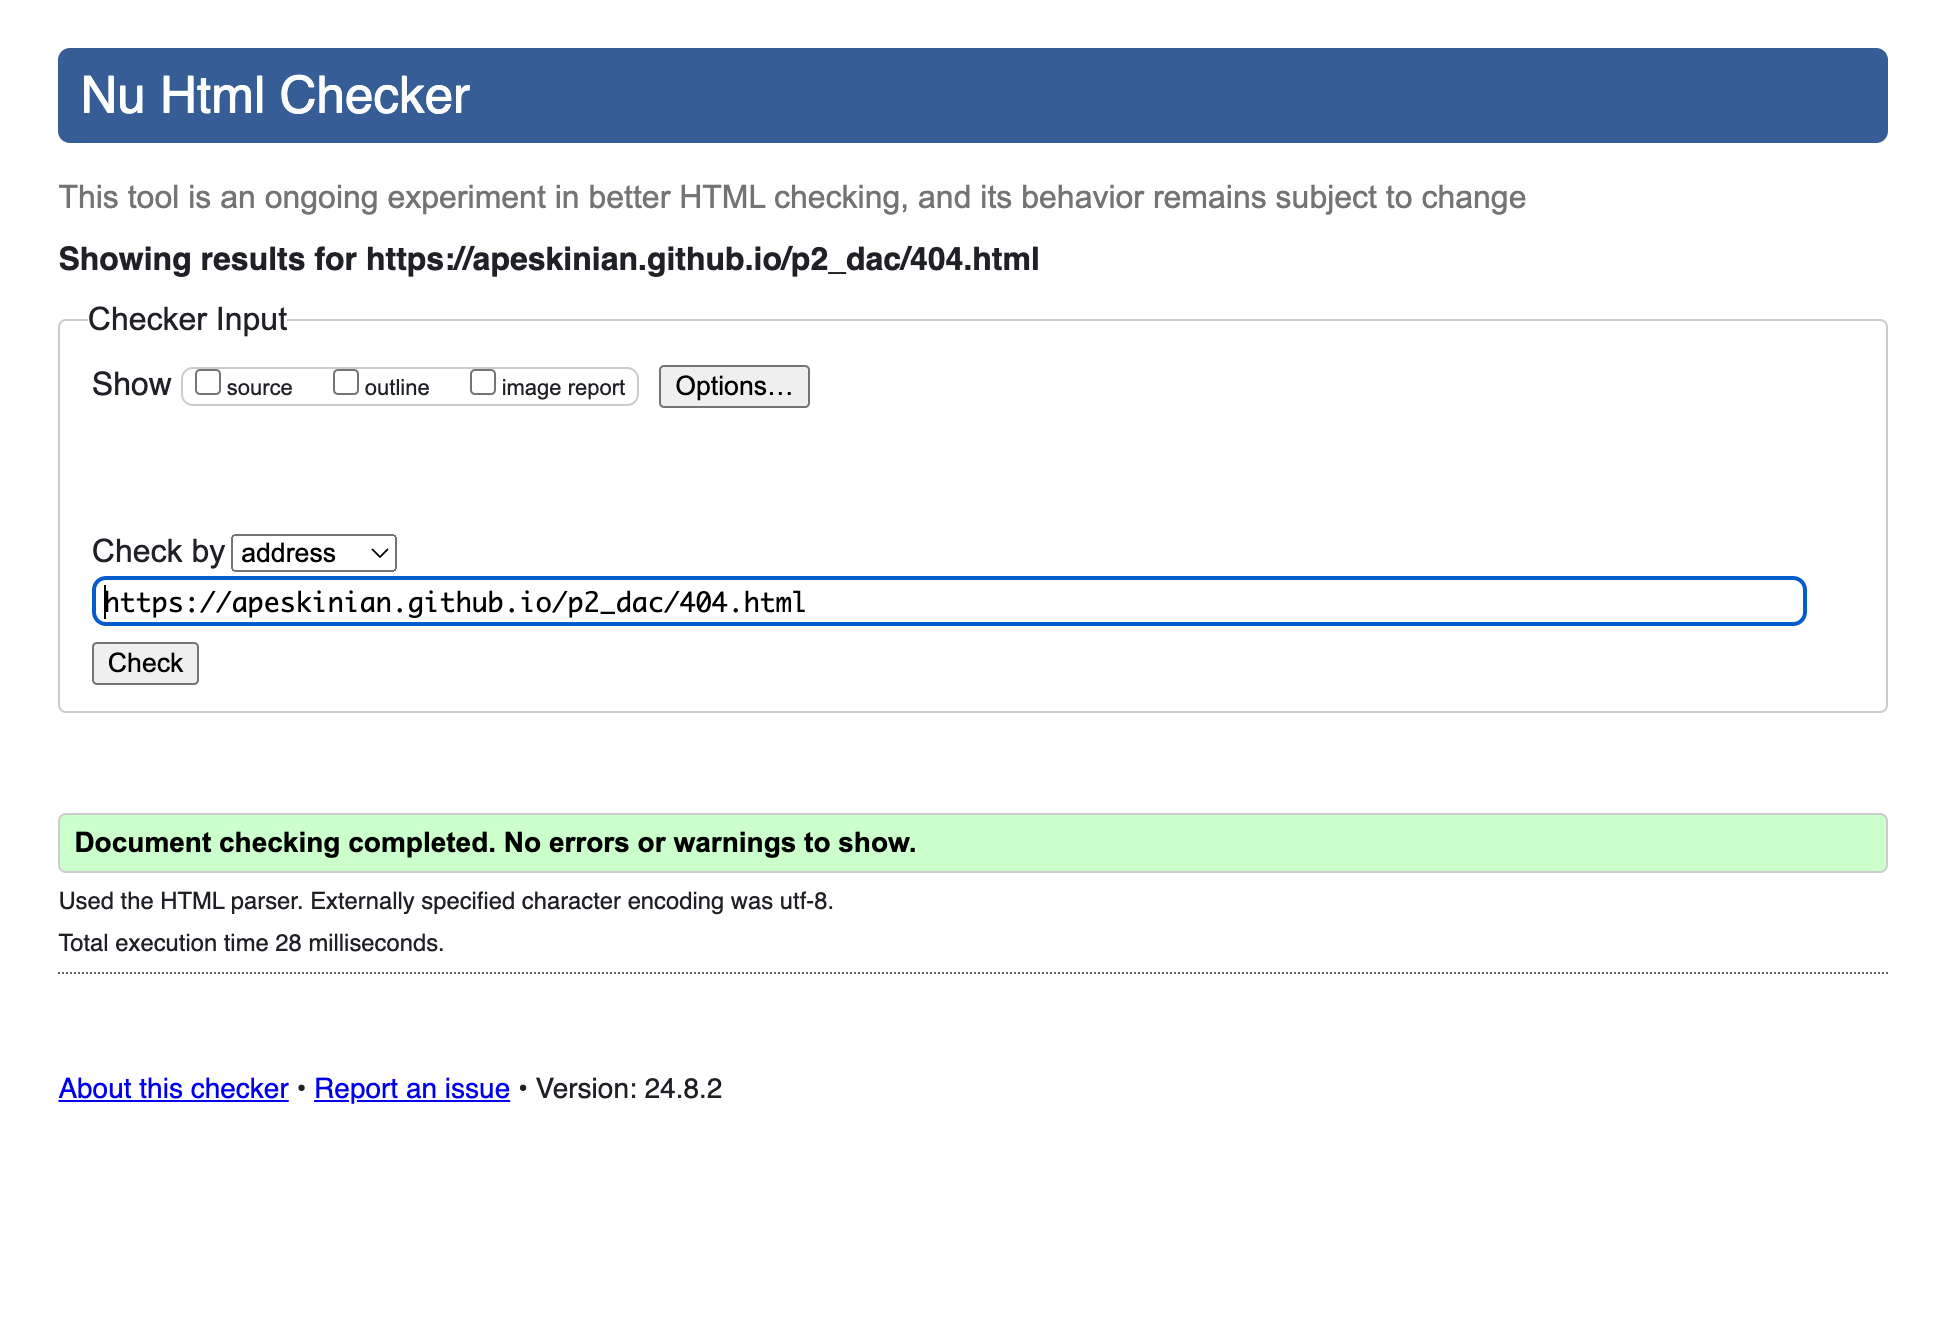 Nu Html Checker
This tool is an ongoing experiment in better HTML checking, and its behavior remains subject to change
Showing results for https://apeskinian.github.io/p2_dac/404.html
Checker Input
Show source outline image report Options…
Check by address
https://apeskinian.github.io/p2_dac/404.html
Check
Document checking completed. No errors or warnings to show.
Used the HTML parser. Externally specified character encoding was utf-8.
Total execution time 28 milliseconds.
About this checker • Report an issue • Version: 24.8.2